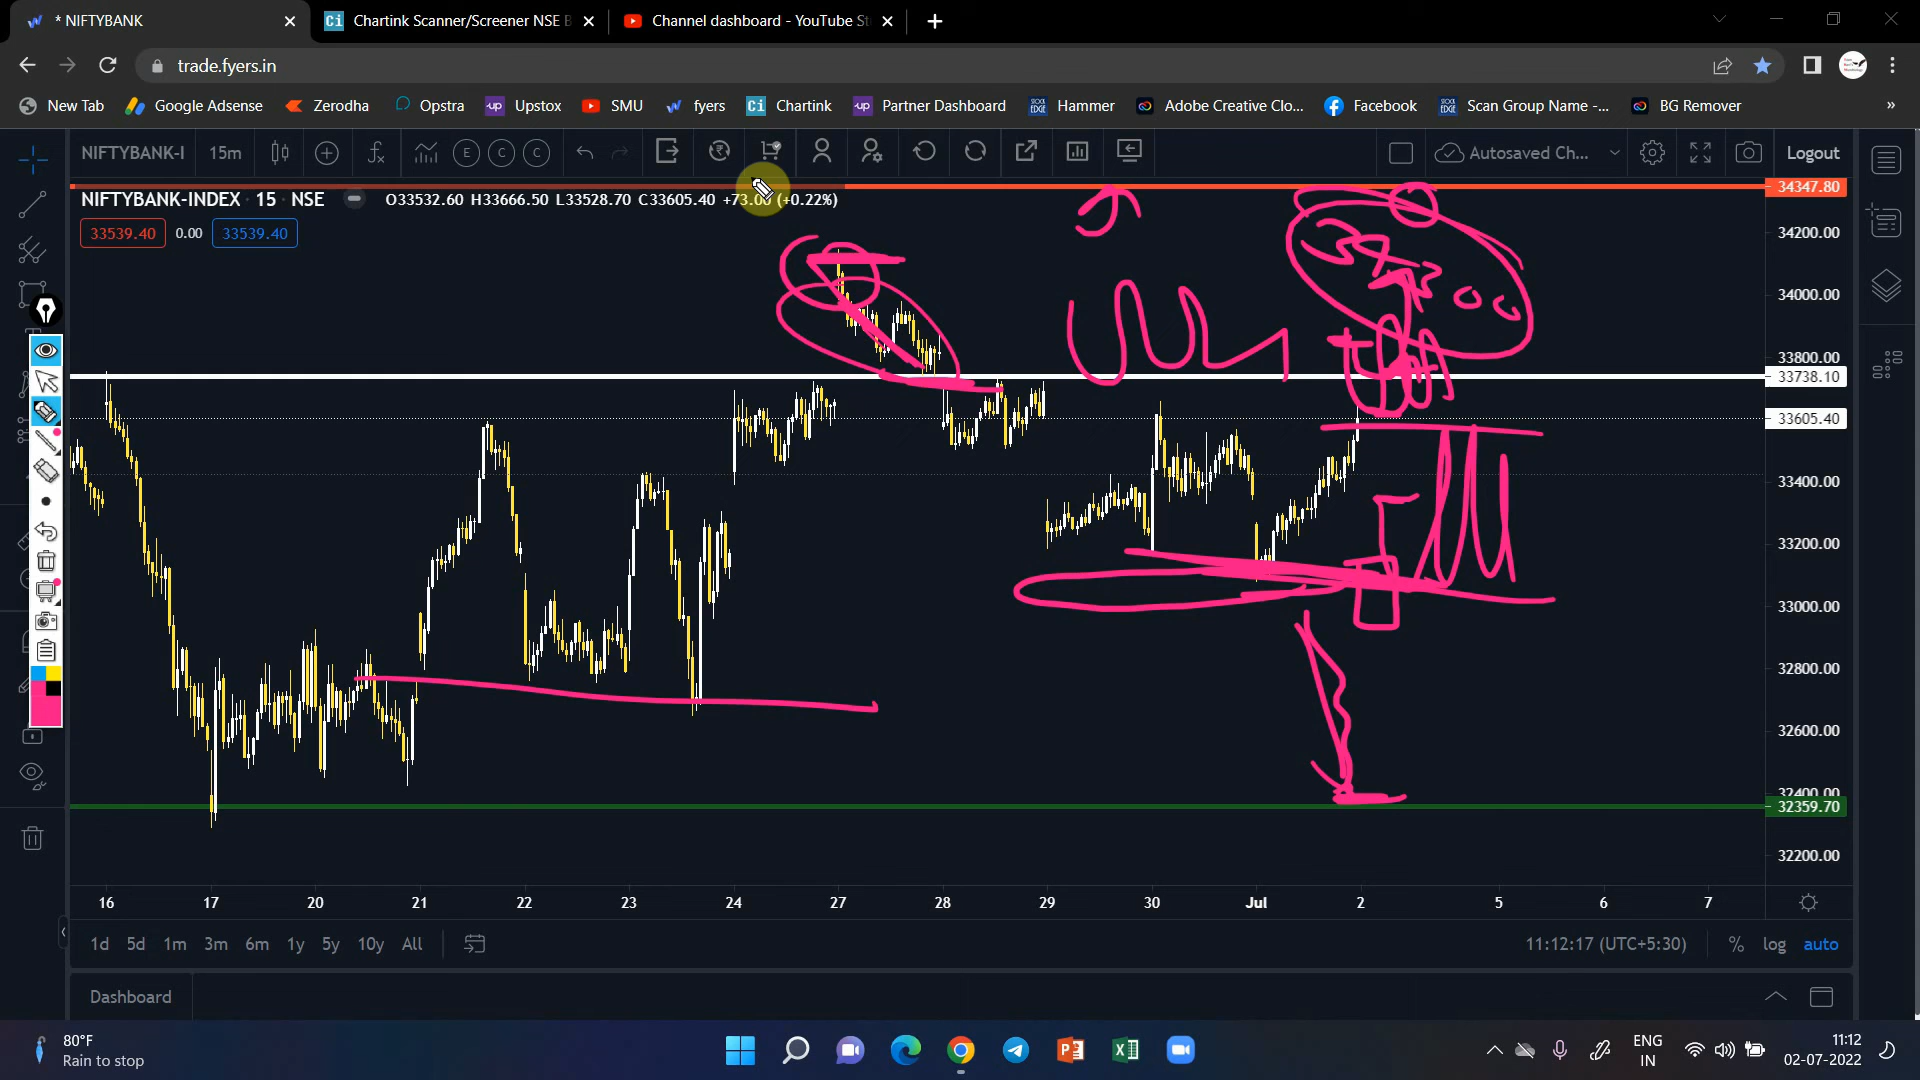 * NIFTYBANK
Chartink Scanner/Screener NSE B
Channel dashboard - YouTube St
trade.fyers.in
New Tab Google Adsense Zerodha Opstra Upstox SMU fyers Chartink Partner Dashboard Hammer Adobe Creative Clo... Facebook Scan Group Name -... BG Remover »
NIFTYBANK-I 15m E C C Autosaved Ch... Logout
NIFTYBANK-INDEX 15 NSE O33532.60 H33666.50 L33528.70 C33605.40 +73.00 (+0.22%)
33539.40 0.00 33539.40
34347.80
34200.00
34000.00
33800.00
33738.10
33605.40
33400.00
33200.00
33000.00
32800.00
32600.00
32400.00
32359.70
32200.00
16 17 20 21 22 23 24 27 28 29 30 Jul 2 5 6 7
1d 5d 1m 3m 6m 1y 5y 10y All 11:12:17 (UTC+5:30) % log auto
Dashboard
80°F
Rain to stop
ENG
IN
11:12
02-07-2022